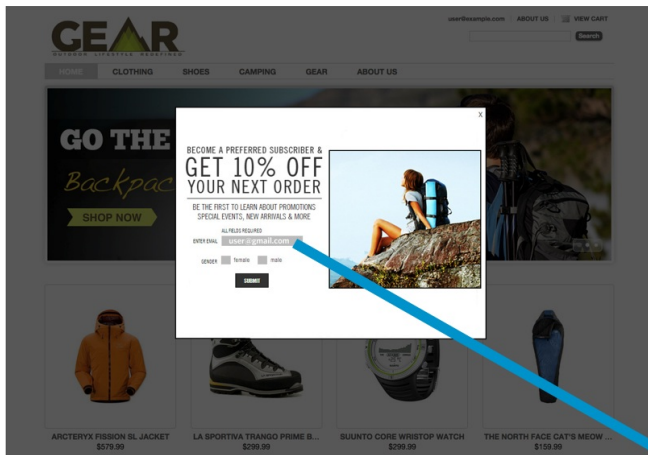 user@example.com ABOUT US VIEW CART
GEAR
OUTDOOR LIFESTYLE REDEFINED
Search
HOME CLOTHING SHOES CAMPING GEAR ABOUT US
GO THE
Backpac
SHOP NOW
X
BECOME A PREFERRED SUBSCRIBER &
GET 10% OFF
YOUR NEXT ORDER
BE THE FIRST TO LEARN ABOUT PROMOTIONS
SPECIAL EVENTS, NEW ARRIVALS & MORE
ALL FIELDS REQUIRED
ENTER EMAIL user@gmail.com
GENDER female male
SUBMIT
ARCTERYX FISSION SL JACKET
$579.99
LA SPORTIVA TRANGO PRIME B...
$299.99
SUUNTO CORE WRISTOP WATCH
$299.99
THE NORTH FACE CAT'S MEOW ...
$159.99